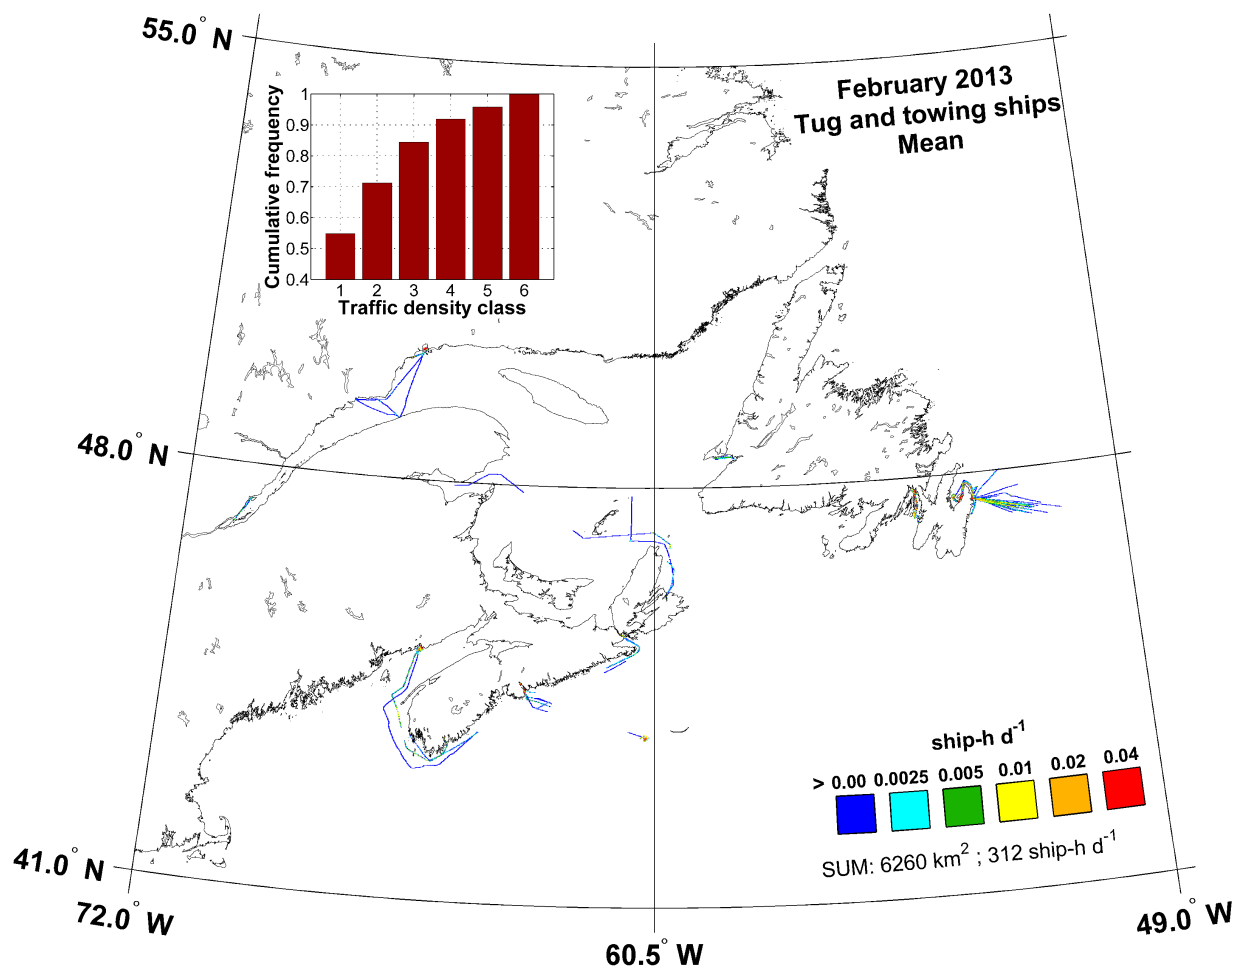 55.0° N
February 2013
Tug and towing ships
Mean
Cumulative frequency
1
0.9
0.8
0.7
0.6
0.5
0.4
1 2 3 4 5 6
Traffic density class
48.0° N
ship-h d-1
> 0.00 0.0025 0.005 0.01 0.02 0.04
SUM: 6260 km2 ; 312 ship-h d-1
41.0° N
72.0° W
60.5° W
49.0° W